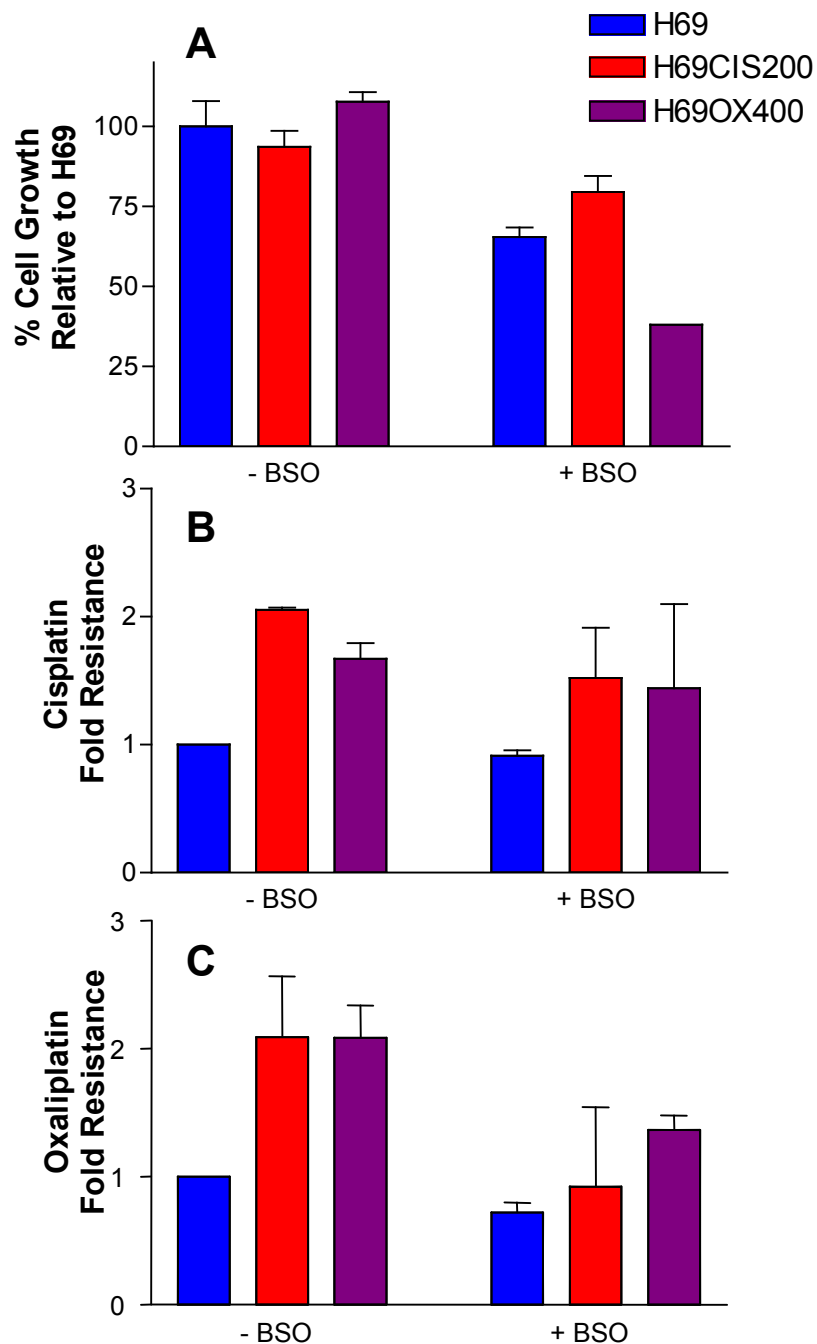 H69
H69CIS200
H69OX400
A
% Cell Growth
Relative to H69
100
75
50
25
0
- BSO
+ BSO
B
Cisplatin
Fold Resistance
3
2
1
0
- BSO
+ BSO
C
Oxaliplatin
Fold Resistance
3
2
1
0
- BSO
+ BSO